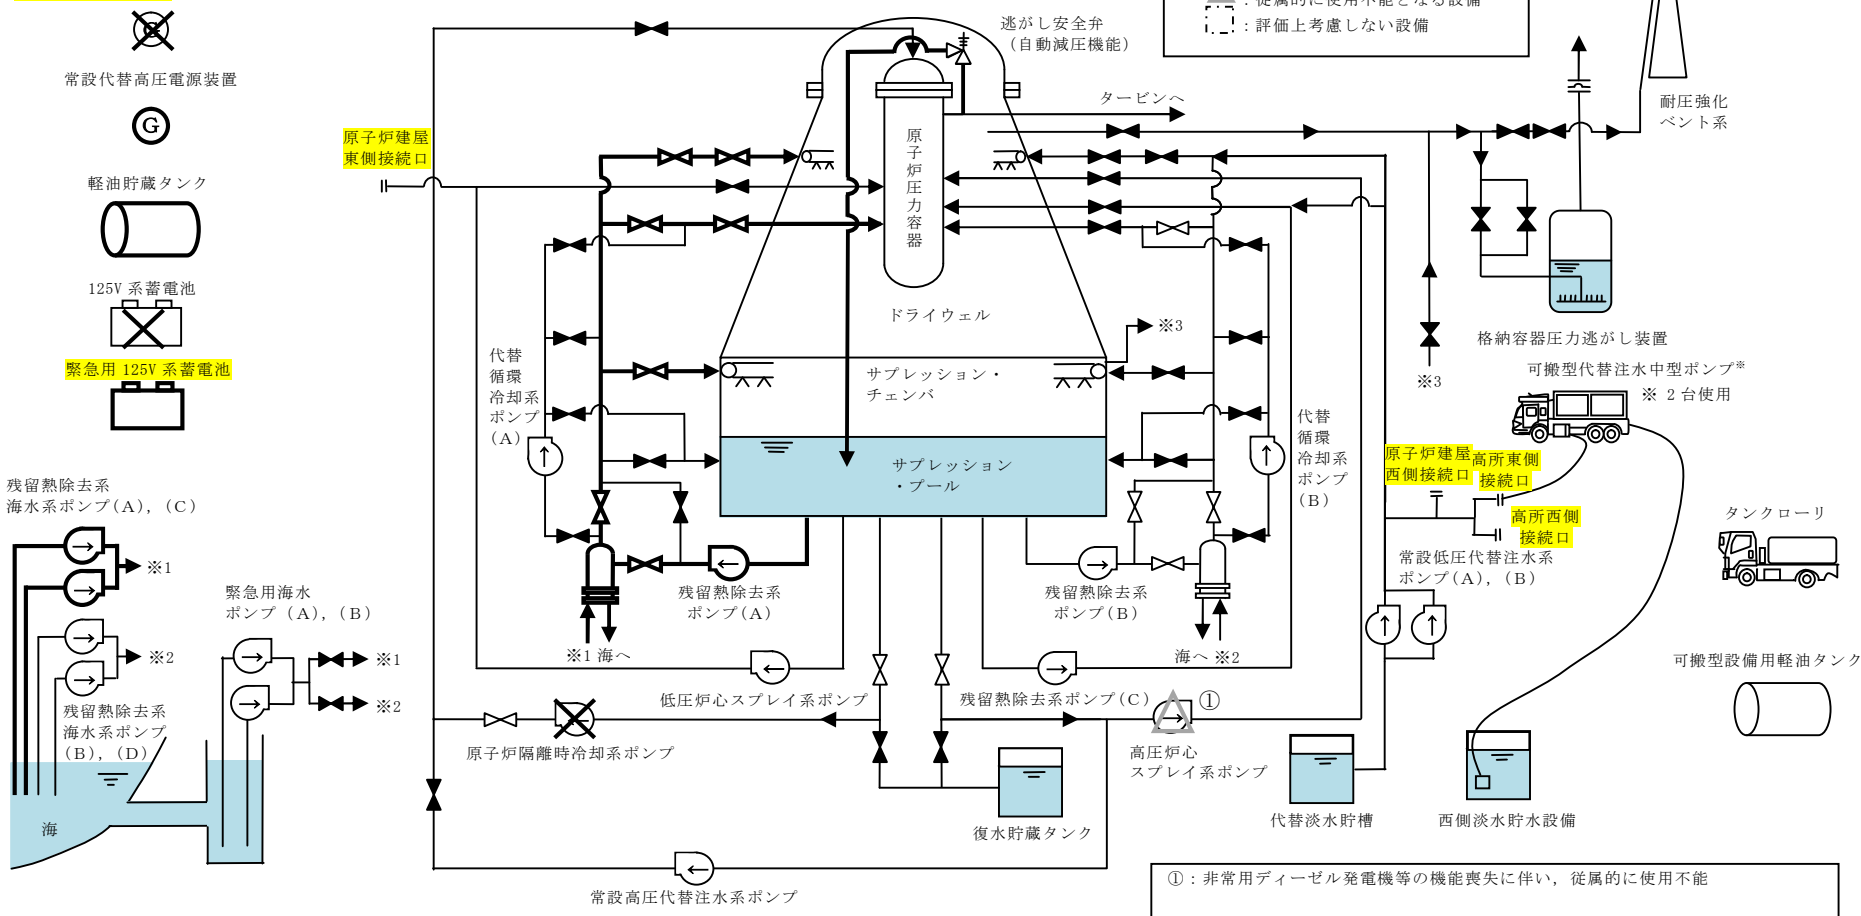 ：従属的に使用不能となる設備
：評価上考慮しない設備
逃がし安全弁
（自動減圧機能）
常設代替高圧電源装置
G
軽油貯蔵タンク
125V 系蓄電池
緊急用 125V 系蓄電池
原子炉建屋
東側接続口
タービンへ
耐圧強化
ベント系
原子炉圧力容器
ドライウェル
※3
格納容器圧力逃がし装置
※3
可搬型代替注水中型ポンプ※
※ 2 台使用
代替
循環
冷却系
ポンプ
(A)
サプレッション・
チェンバ
サプレッション
・プール
代替
循環
冷却系
ポンプ
(B)
原子炉建屋
西側接続口
高所東側
接続口
高所西側
接続口
タンクローリ
残留熱除去系
海水系ポンプ(A)，(C)
※1
緊急用海水
ポンプ (A)，(B)
※2
※1
※2
残留熱除去系
海水系ポンプ
(B)，(D)
海
残留熱除去系
ポンプ(A)
※1 海へ
残留熱除去系
ポンプ(B)
海へ ※2
常設低圧代替注水系
ポンプ(A)，(B)
可搬型設備用軽油タンク
低圧炉心スプレイ系ポンプ
残留熱除去系ポンプ(C)
①
原子炉隔離時冷却系ポンプ
高圧炉心
スプレイ系ポンプ
復水貯蔵タンク
代替淡水貯槽
西側淡水貯水設備
常設高圧代替注水系ポンプ
①：非常用ディーゼル発電機等の機能喪失に伴い，従属的に使用不能